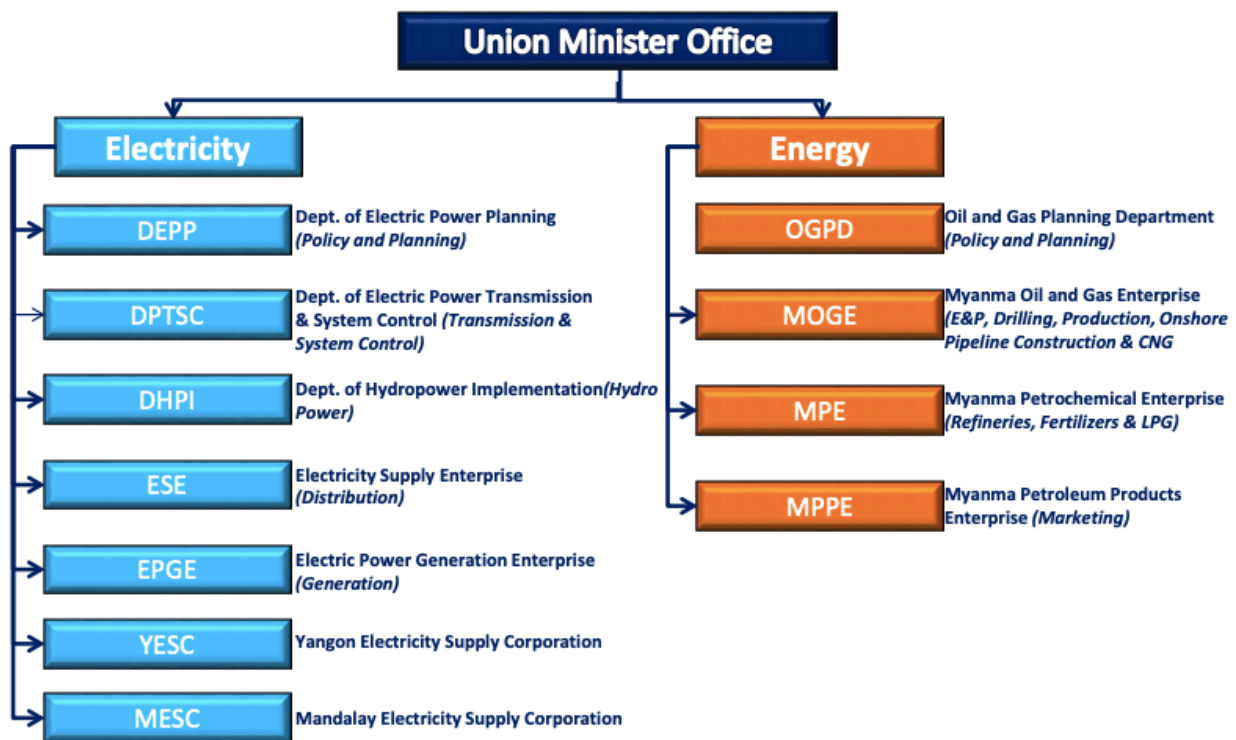 Union Minister Office
Electricity
Energy
DEPP
Dept. of Electric Power Planning
(Policy and Planning)
OGPD
Oil and Gas Planning Department
(Policy and Planning)
DPTSC
Dept. of Electric Power Transmission
& System Control (Transmission &
System Control)
MOGE
Myanma Oil and Gas Enterprise
(E&P, Drilling, Production, Onshore
Pipeline Construction & CNG
DHPI
Dept. of Hydropower Implementation(Hydro
Power)
MPE
Myanma Petrochemical Enterprise
(Refineries, Fertilizers & LPG)
ESE
Electricity Supply Enterprise
(Distribution)
MPPE
Myanma Petroleum Products
Enterprise (Marketing)
EPGE
Electric Power Generation Enterprise
(Generation)
YESC
Yangon Electricity Supply Corporation
MESC
Mandalay Electricity Supply Corporation